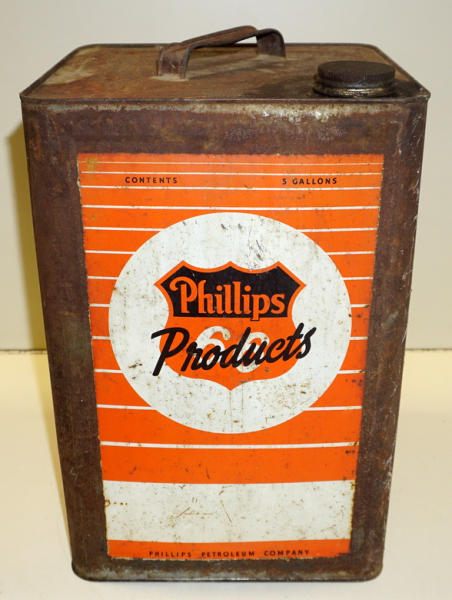 CONTENTS 5 GALLONS
Phillips
66
Products
PHILLIPS PETROLEUM COMPANY